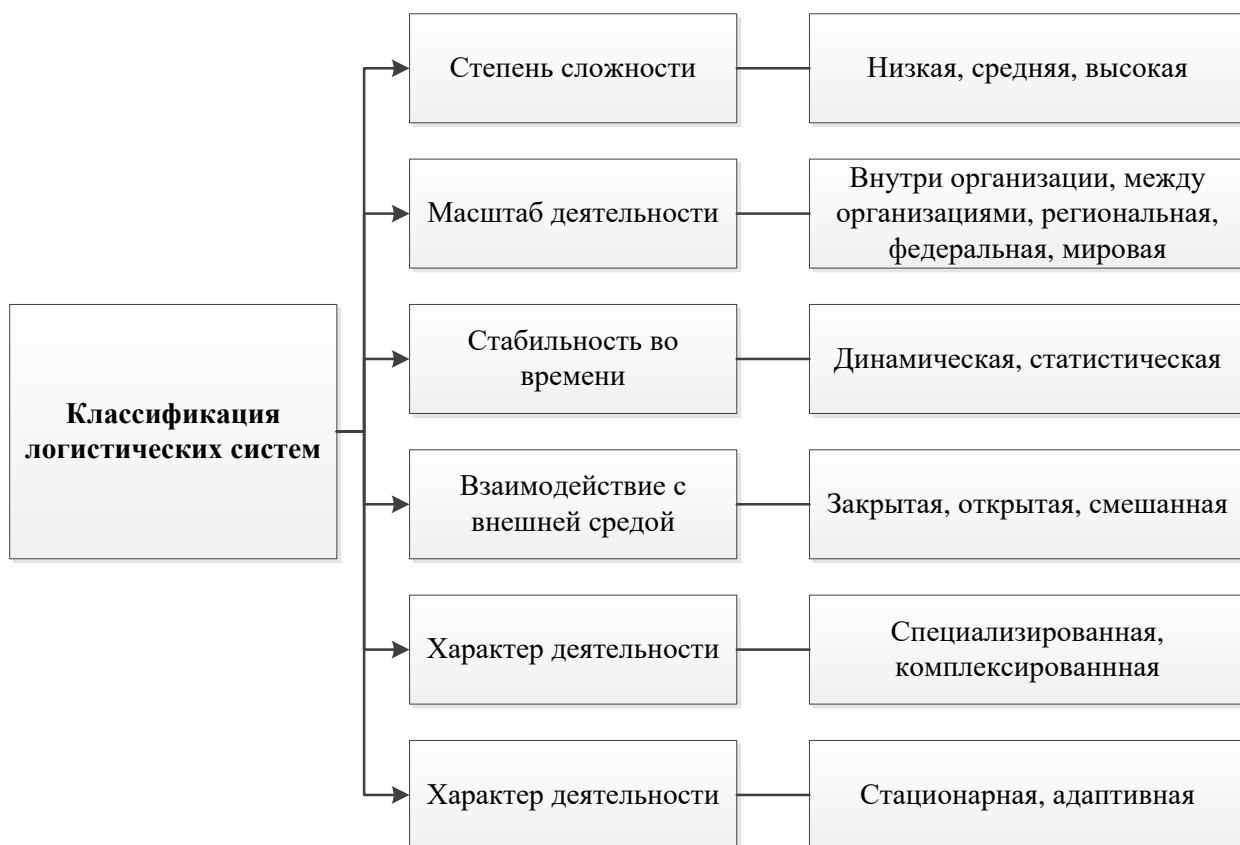 Классификация
логистических систем
Степень сложности
Низкая, средняя, высокая
Масштаб деятельности
Внутри организации, между
организациями, региональная,
федеральная, мировая
Стабильность во
времени
Динамическая, статистическая
Взаимодействие с
внешней средой
Закрытая, открытая, смешанная
Характер деятельности
Специализированная,
комплексированнная
Характер деятельности
Стационарная, адаптивная